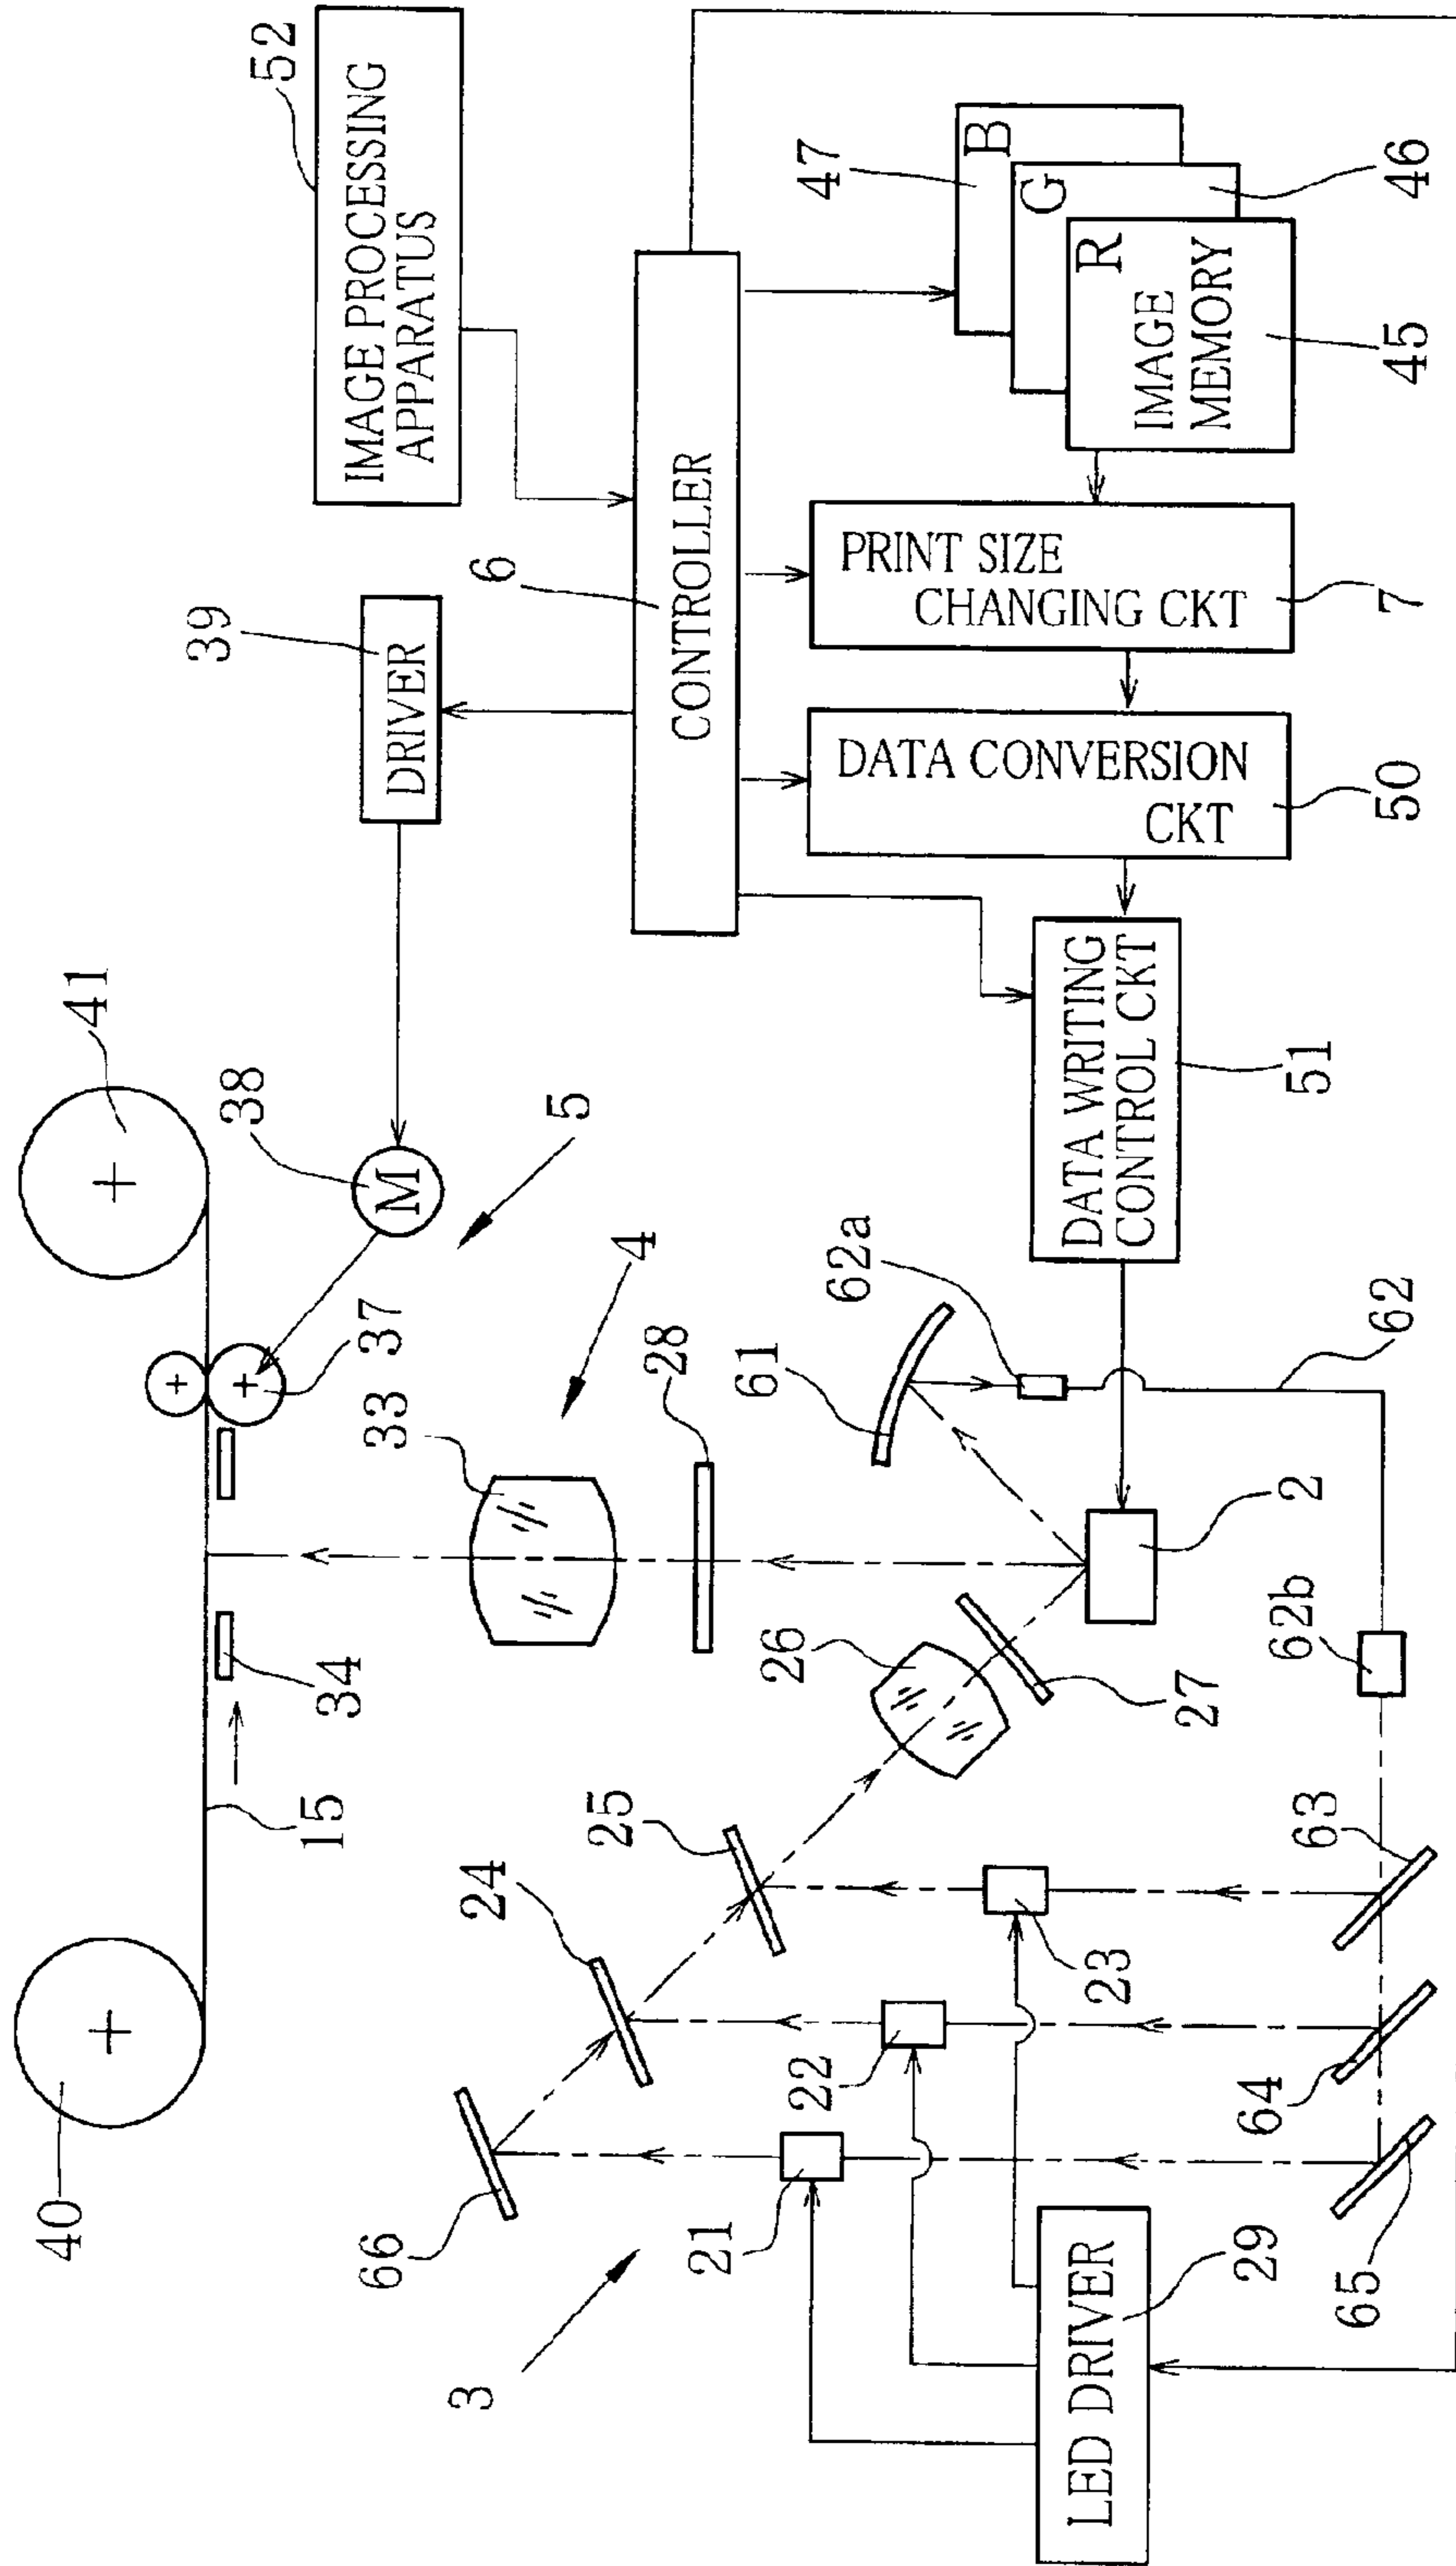 40
15
34
37
41
38
M
39
DRIVER
52
IMAGE PROCESSING
APPARATUS
5
33
4
28
6
CONTROLLER
66
24
25
26
27
61
62a
3
21
22
23
2
62
62b
63
64
65
LED DRIVER
29
DATA WRITING
CONTROL CKT
51
DATA CONVERSION
CKT
50
PRINT SIZE
CHANGING CKT
7
47
B
G
46
R
IMAGE
MEMORY
45